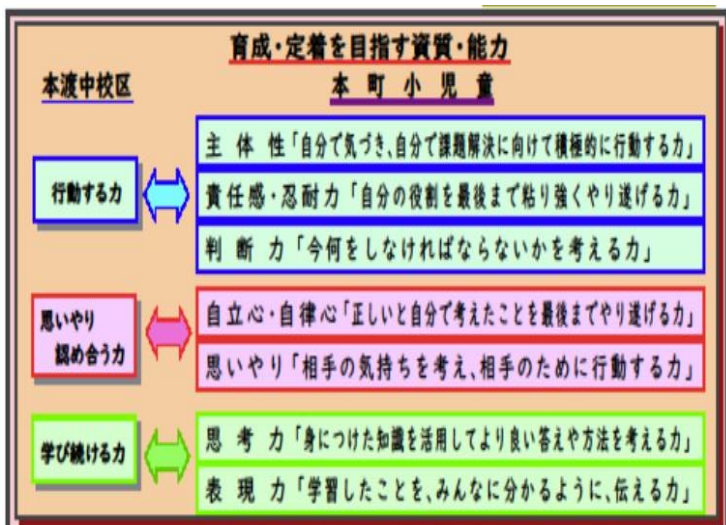 育成・定着を目指す資質・能力
本渡中校区
本町小児童
行動する力
主体性「自分で気づき、自分で課題解決に向けて積極的に行動する力」
責任感・忍耐力「自分の役割を最後まで粘り強くやり遂げる力」
判断力「今何をしなければならないかを考える力」
思いやり
認め合う力
自立心・自律心「正しいと自分で考えたことを最後までやり遂げる力」
思いやり「相手の気持ちを考え、相手のために行動する力」
学び続ける力
思考力「身につけた知識を活用してより良い答えや方法を考える力」
表現力「学習したことを、みんなに分かるように、伝える力」